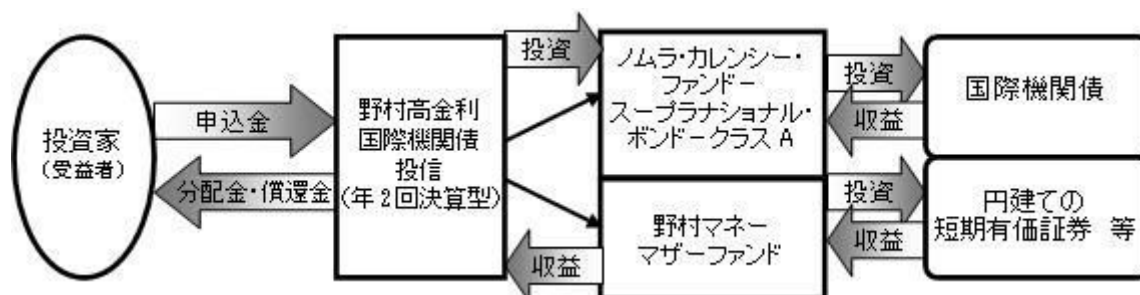 投資家
(受益者)
申込金
分配金・償還金
野村高金利
国際機関債
投信
(年2回決算型)
投資
収益
ノムラ・カレンシー・
ファンドー
スープラナショナル・
ボンドークラス A
野村マネー
マザーファンド
投資
収益
投資
収益
国際機関債
円建ての
短期有価証券 等